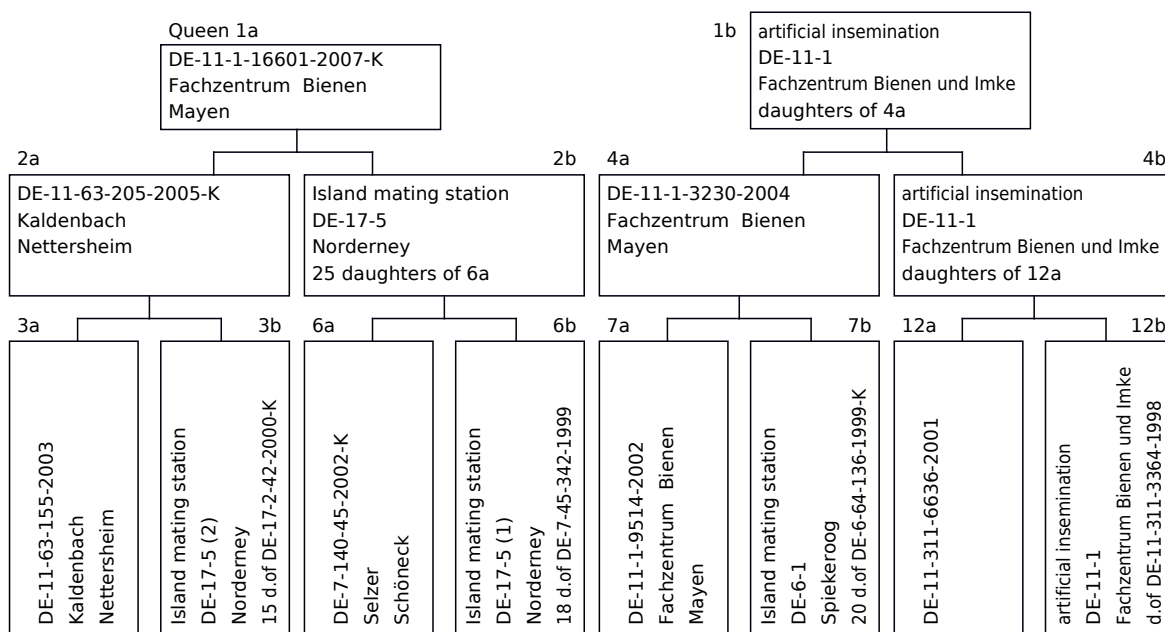 Queen 1a
DE-11-1-16601-2007-K
Fachzentrum Bienen
Mayen
1b
artificial insemination
DE-11-1
Fachzentrum Bienen und Imke
daughters of 4a
2a
DE-11-63-205-2005-K
Kaldenbach
Nettersheim
2b
Island mating station
DE-17-5
Norderney
25 daughters of 6a
4a
DE-11-1-3230-2004
Fachzentrum Bienen
Mayen
4b
artificial insemination
DE-11-1
Fachzentrum Bienen und Imke
daughters of 12a
3a
DE-11-63-155-2003
Kaldenbach
Nettersheim
3b
Island mating station
DE-17-5 (2)
Norderney
15 d.of DE-17-2-42-2000-K
6a
DE-7-140-45-2002-K
Selzer
Schöneck
6b
Island mating station
DE-17-5 (1)
Norderney
18 d.of DE-7-45-342-1999
7a
DE-11-1-9514-2002
Fachzentrum Bienen
Mayen
7b
Island mating station
DE-6-1
Spiekeroog
20 d.of DE-6-64-136-1999-K
12a
DE-11-311-6636-2001
12b
artificial insemination
DE-11-1
Fachzentrum Bienen und Imke
d.of DE-11-311-3364-1998